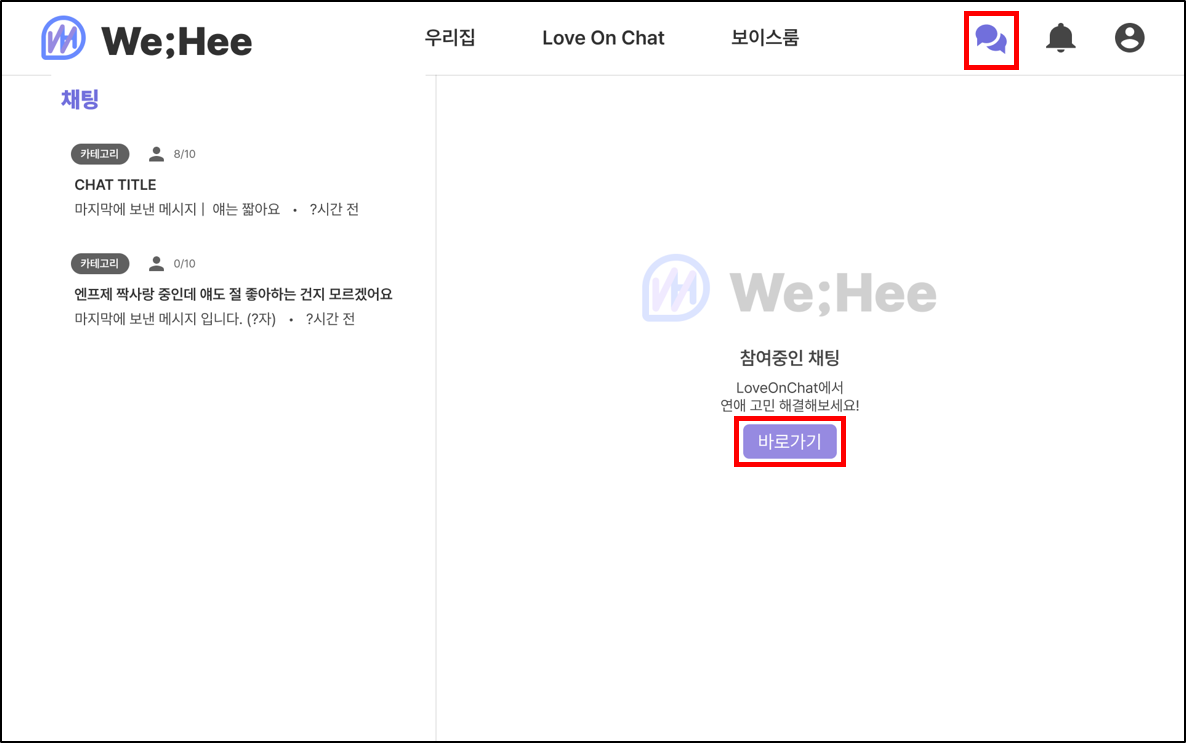 We;Hee 우리집 Love On Chat 보이스룸
채팅
카테고리 8/10
CHAT TITLE
마지막에 보낸 메시지ㅣ 얘는 짧아요 • ?시간 전
카테고리 0/10
엔프제 짝사랑 중인데 얘도 절 좋아하는 건지 모르겠어요
마지막에 보낸 메시지 입니다. (?자) • ?시간 전
We;Hee
참여중인 채팅
LoveOnChat에서
연애 고민 해결해보세요!
바로가기